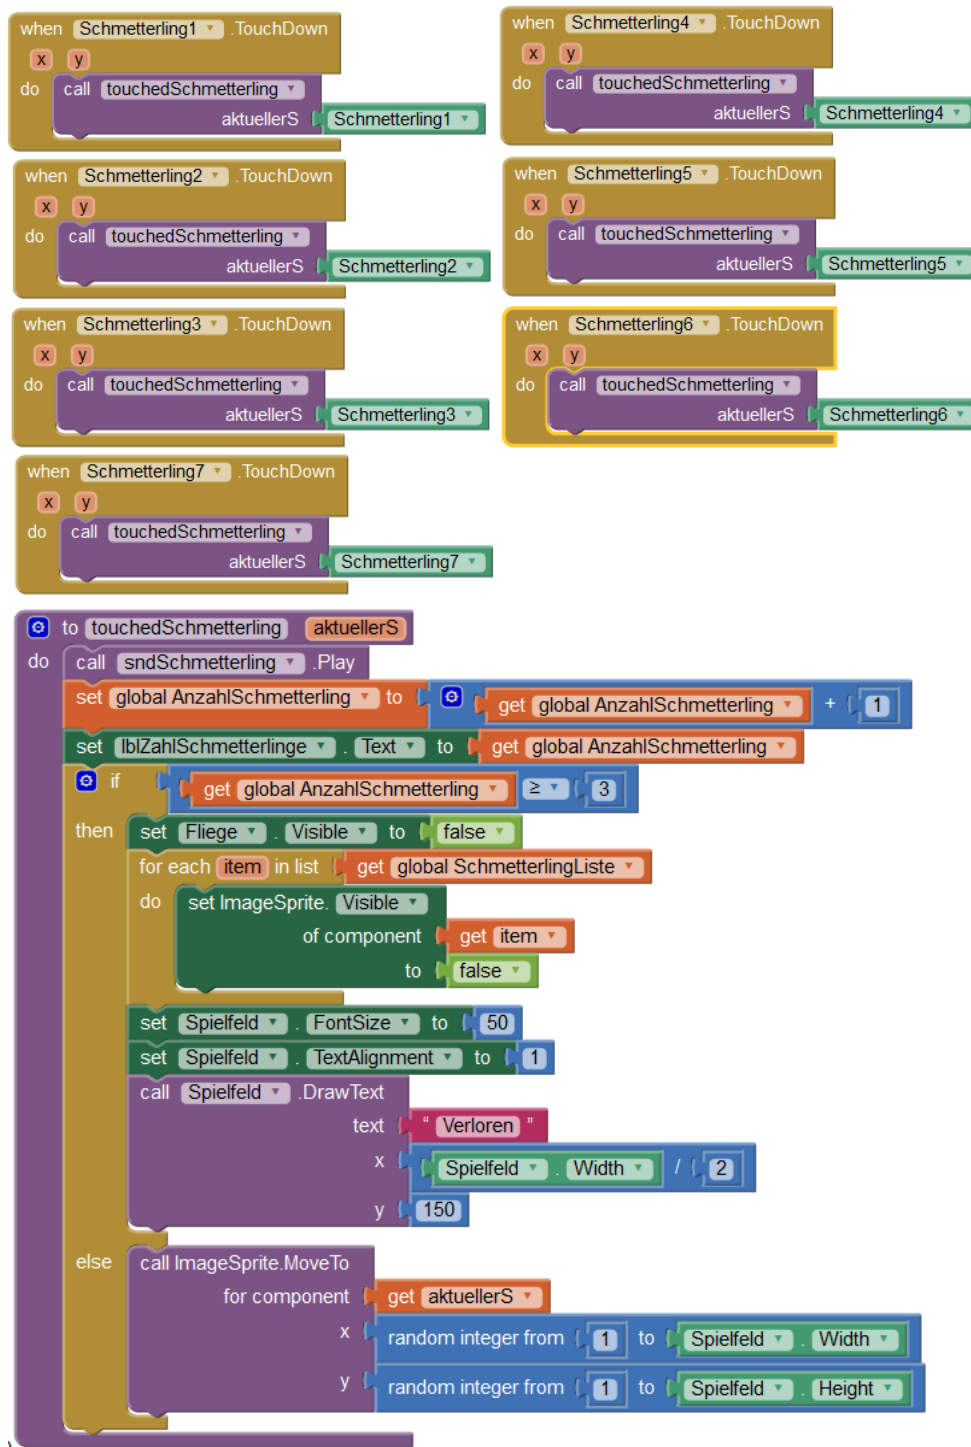 when Schmetterling1 .TouchDown
x y
do call touchedSchmetterling
aktuellerS Schmetterling1
when Schmetterling4 .TouchDown
x y
do call touchedSchmetterling
aktuellerS Schmetterling4
when Schmetterling2 .TouchDown
x y
do call touchedSchmetterling
aktuellerS Schmetterling2
when Schmetterling5 .TouchDown
x y
do call touchedSchmetterling
aktuellerS Schmetterling5
when Schmetterling3 .TouchDown
x y
do call touchedSchmetterling
aktuellerS Schmetterling3
when Schmetterling6 .TouchDown
x y
do call touchedSchmetterling
aktuellerS Schmetterling6
when Schmetterling7 .TouchDown
x y
do call touchedSchmetterling
aktuellerS Schmetterling7
to touchedSchmetterling aktuellerS
do call sndSchmetterling .Play
set global AnzahlSchmetterling to get global AnzahlSchmetterling + 1
set lblZahlSchmetterlinge . Text to get global AnzahlSchmetterling
if get global AnzahlSchmetterling ≥ 3
then set Fliege . Visible to false
for each item in list get global SchmetterlingListe
do set ImageSprite. Visible
of component get item
to false
set Spielfeld . FontSize to 50
set Spielfeld . TextAlignment to 1
call Spielfeld .DrawText
text " Verloren "
x Spielfeld . Width / 2
y 150
else call ImageSprite.MoveTo
for component get aktuellerS
x random integer from 1 to Spielfeld . Width
y random integer from 1 to Spielfeld . Height